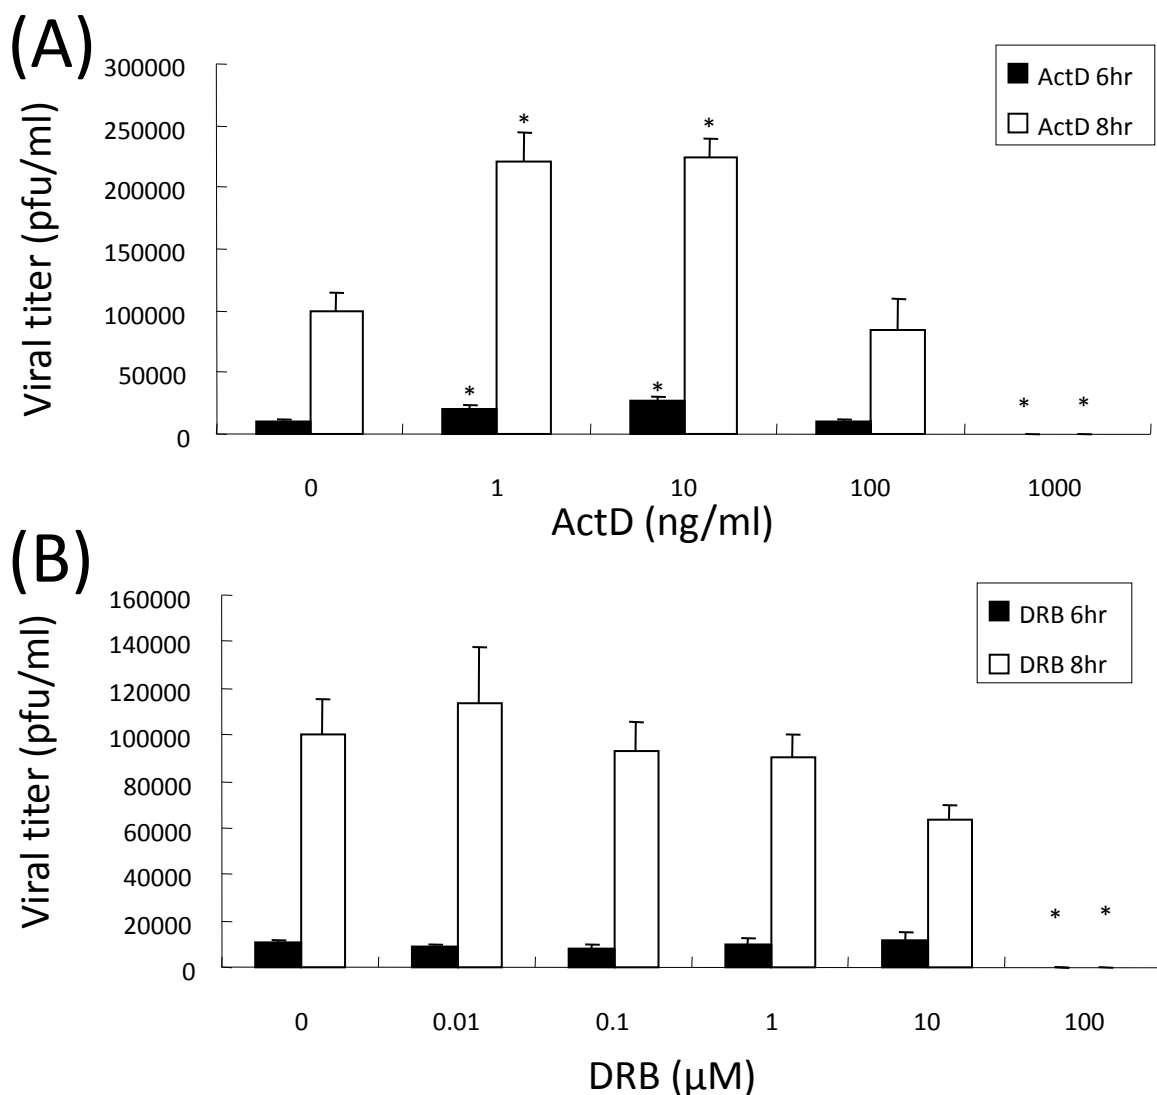 (A)
Viral titer (pfu/ml)
300000
250000
200000
150000
100000
50000
0
ActD 6hr
ActD 8hr
* *
* *
* *
0 1 10 100 1000
ActD (ng/ml)
(B)
Viral titer (pfu/ml)
160000
140000
120000
100000
80000
60000
40000
20000
0
DRB 6hr
DRB 8hr
* *
0 0.01 0.1 1 10 100
DRB (μM)